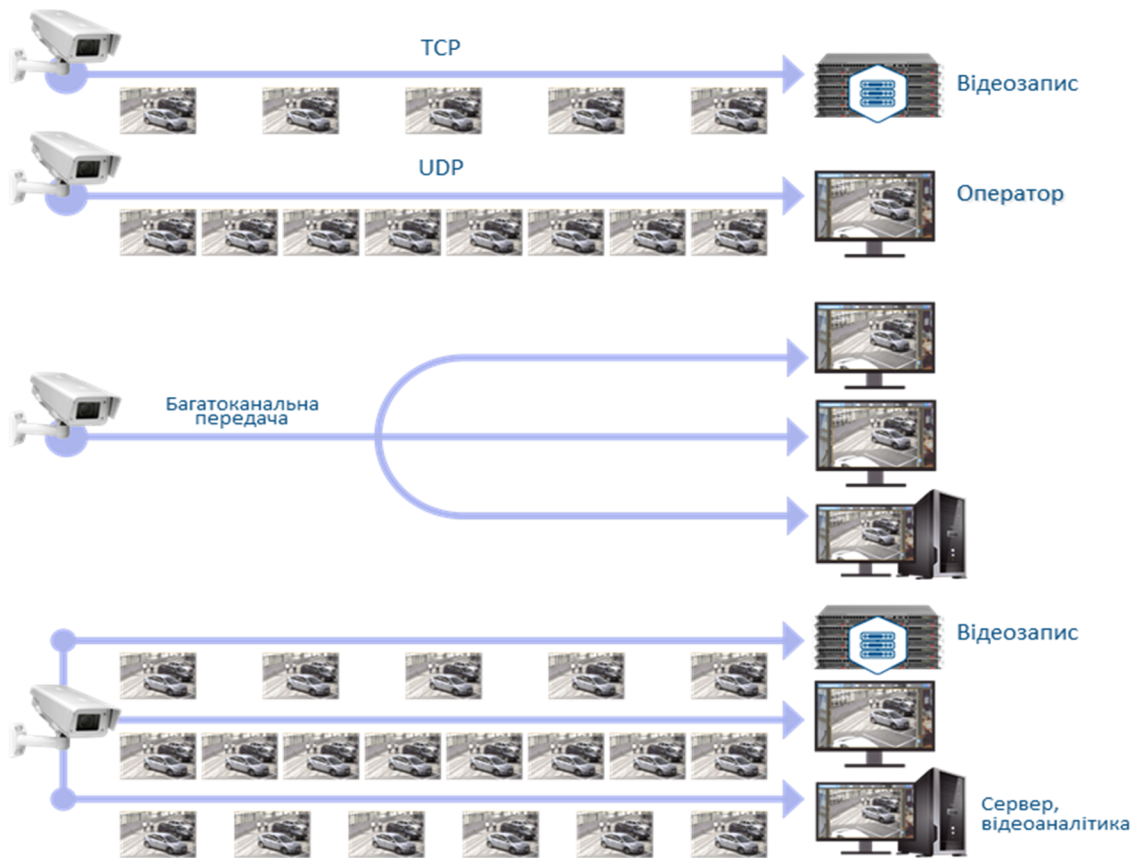 TCP
Відеозапис
UDP
Оператор
Багатоканальна
передача
Відеозапис
Сервер,
відеоаналітика